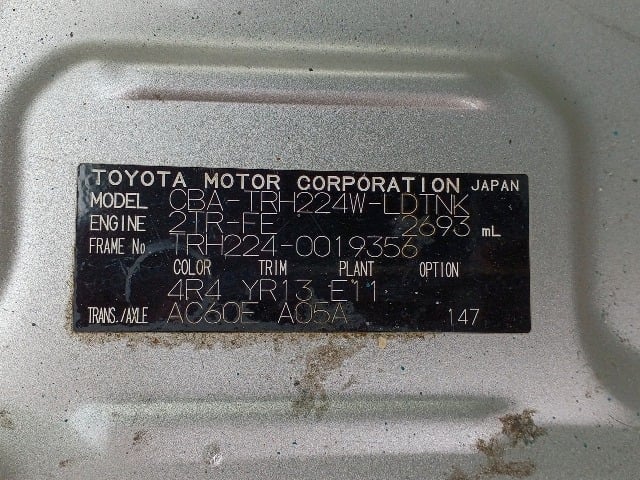 TOYOTA MOTOR CORPORATION JAPAN
MODEL CBA-TRH224W-LDTNK
ENGINE 2TR-FE 2693 mL
FRAME No TRH224-0019356
COLOR TRIM PLANT OPTION
4R4 YR13 E11
TRANS./AXLE AC60E A05A 147